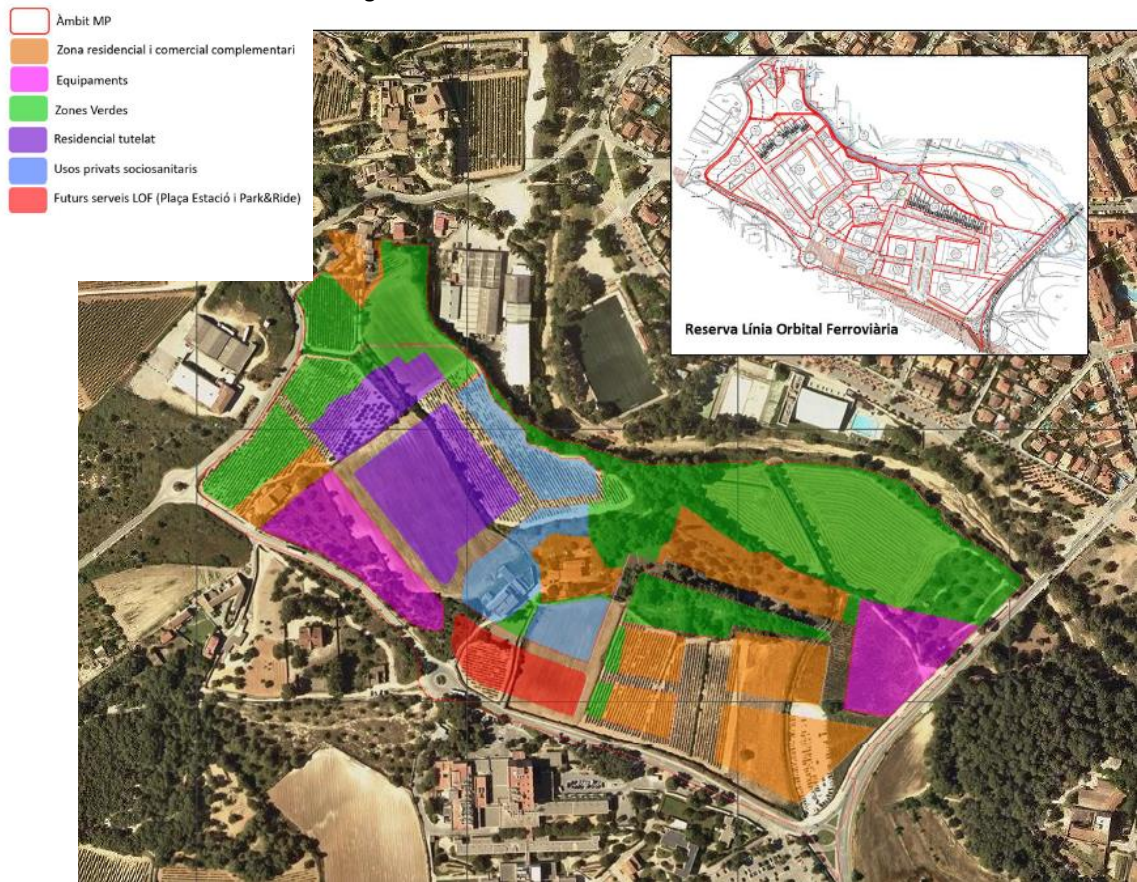 Àmbit MP
Zona residencial i comercial complementari
Equipaments
Zones Verdes
Residencial tutelat
Usos privats sociosanitaris
Futurs serveis LOF (Plaça Estació i Park&Ride)
Reserva Línia Orbital Ferroviària